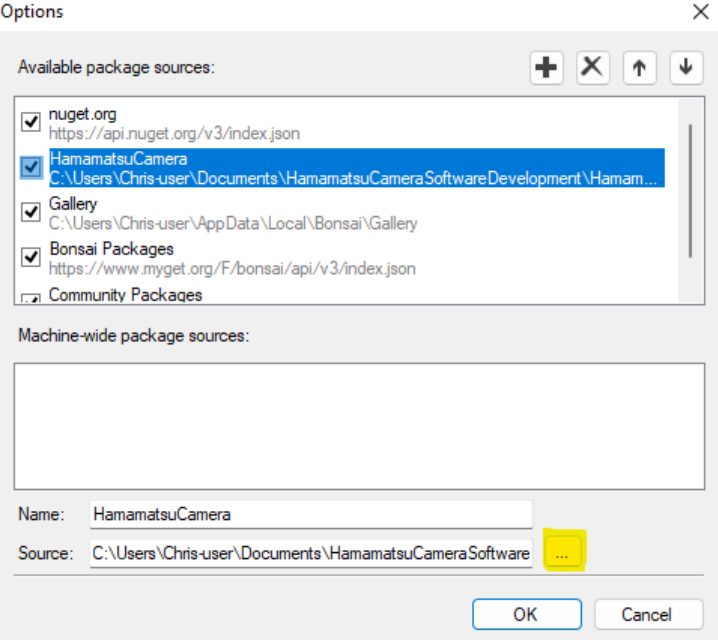 Options
Available package sources:
nuget.org
https://api.nuget.org/v3/index.json
HamamatsuCamera
C:\Users\Chris-user\Documents\HamamatsuCameraSoftwareDevelopment\Hamam...
Gallery
C:\Users\Chris-user\AppData\Local\Bonsai\Gallery
Bonsai Packages
https://www.myget.org/F/bonsai/api/v3/index.json
Community Packages
Machine-wide package sources:
Name: HamamatsuCamera
Source: C:\Users\Chris-user\Documents\HamamatsuCameraSoftware ...
OK Cancel